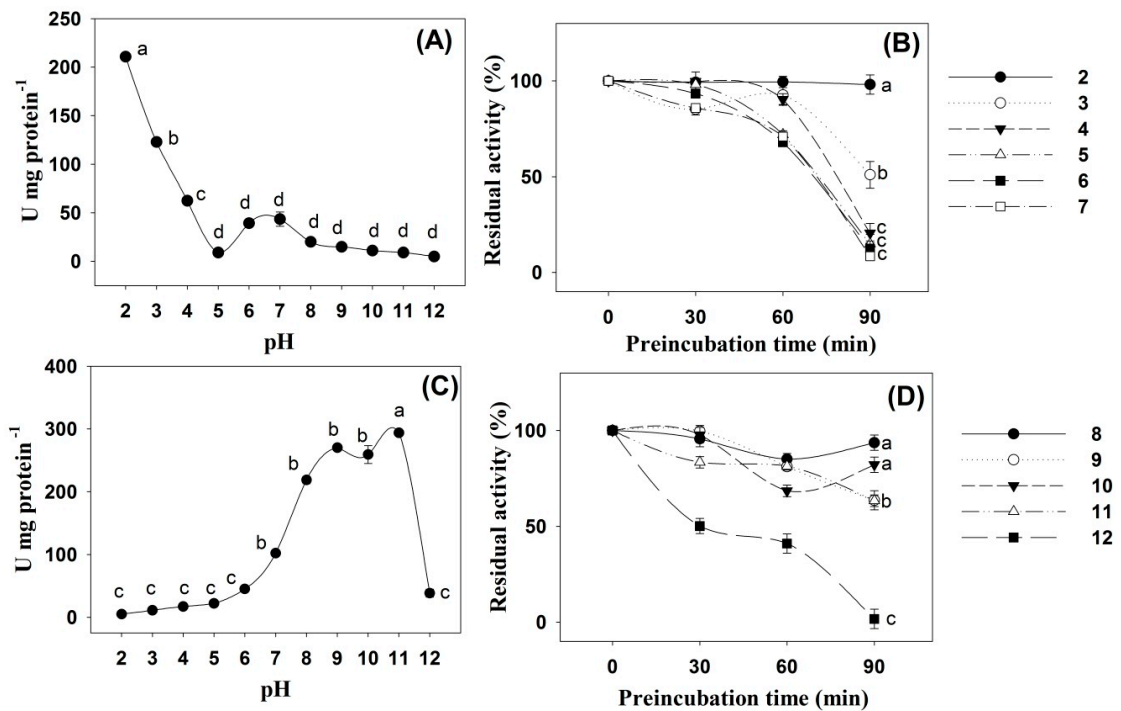 (A)
250
200
150
100
50
0
U mg protein⁻¹
a
b
c
d
d
d
d
d
d
d
d
2 3 4 5 6 7 8 9 10 11 12
pH
(B)
100
50
0
Residual activity (%)
a
b
c
c
c
0 30 60 90
Preincubation time (min)
2
3
4
5
6
7
(C)
400
300
200
100
0
U mg protein⁻¹
c
c
c
c
c
b
b
b
b
a
c
2 3 4 5 6 7 8 9 10 11 12
pH
(D)
100
50
0
Residual activity (%)
a
a
b
c
0 30 60 90
Preincubation time (min)
8
9
10
11
12